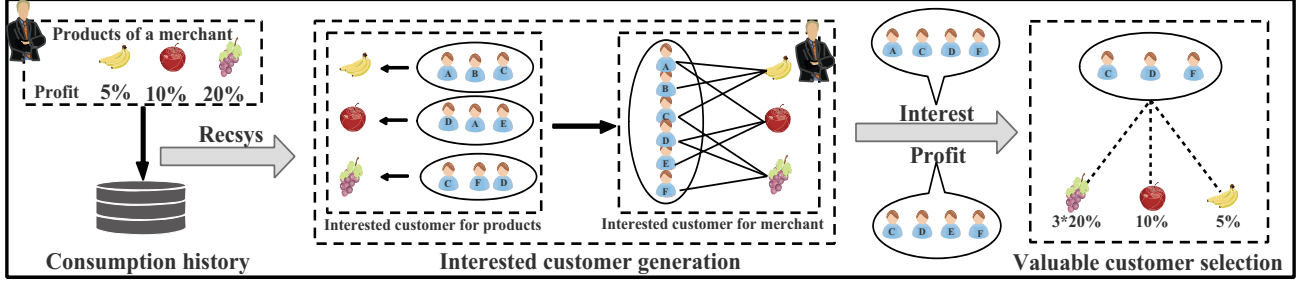 Products of a merchant
Profit 5% 10% 20%
Recsys
Consumption history
A B C
D A E
C F D
Interested customer for products
A
B
C
D
E
F
Interested customer for merchant
Interested customer generation
A C D F
Interest
Profit
C D E F
C D F
3*20% 10% 5%
Valuable customer selection